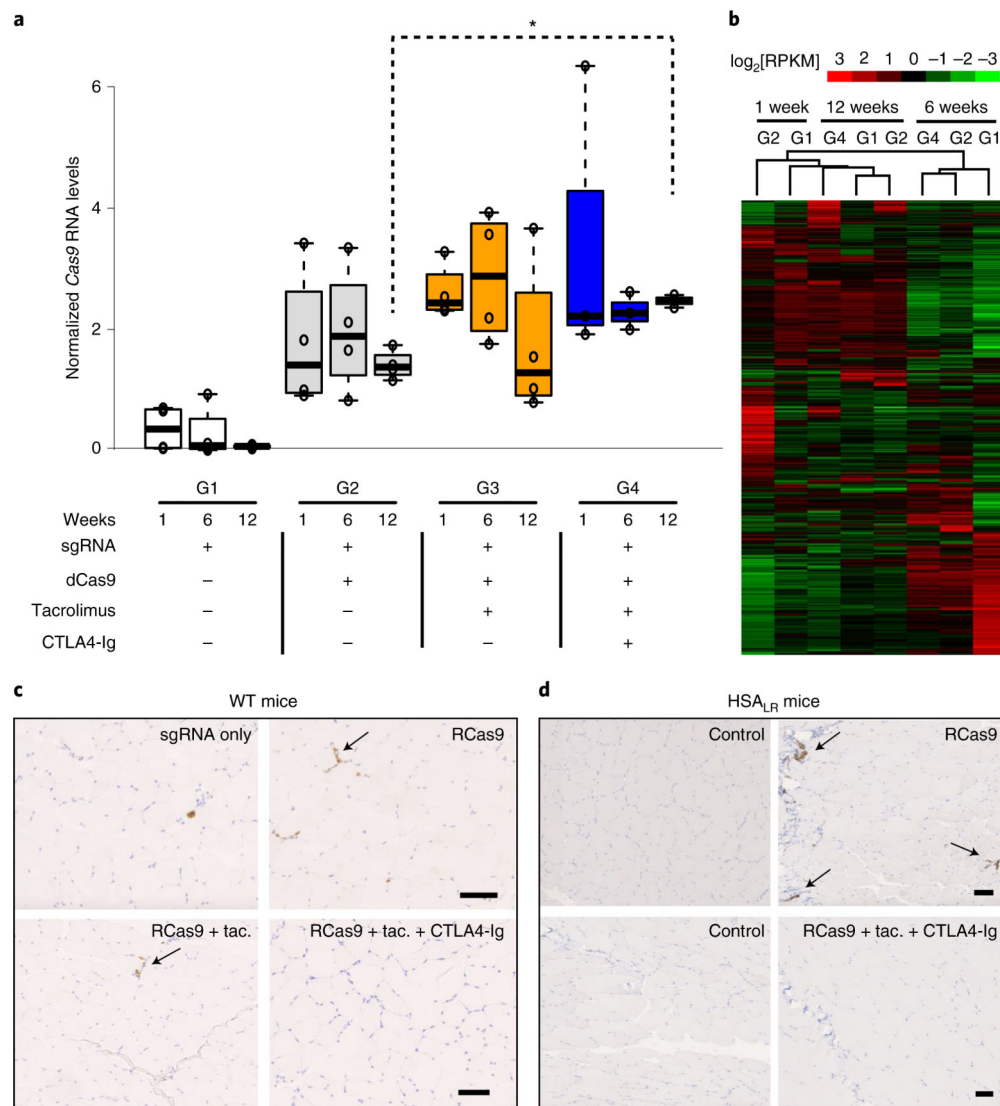 a
*
6
4
2
0
Normalized Cas9 RNA levels
G1 G2 G3 G4
Weeks 1 6 12 1 6 12 1 6 12 1 6 12
sgRNA + + + +
dCas9 – + + +
Tacrolimus – – + +
CTLA4-Ig – – – +
b
log2[RPKM] 3 2 1 0 –1 –2 –3
1 week 12 weeks 6 weeks
G2 G1 G4 G1 G2 G4 G2 G1
c
WT mice
sgRNA only RCas9
RCas9 + tac. RCas9 + tac. + CTLA4-Ig
d
HSALR mice
Control RCas9
Control RCas9 + tac. + CTLA4-Ig